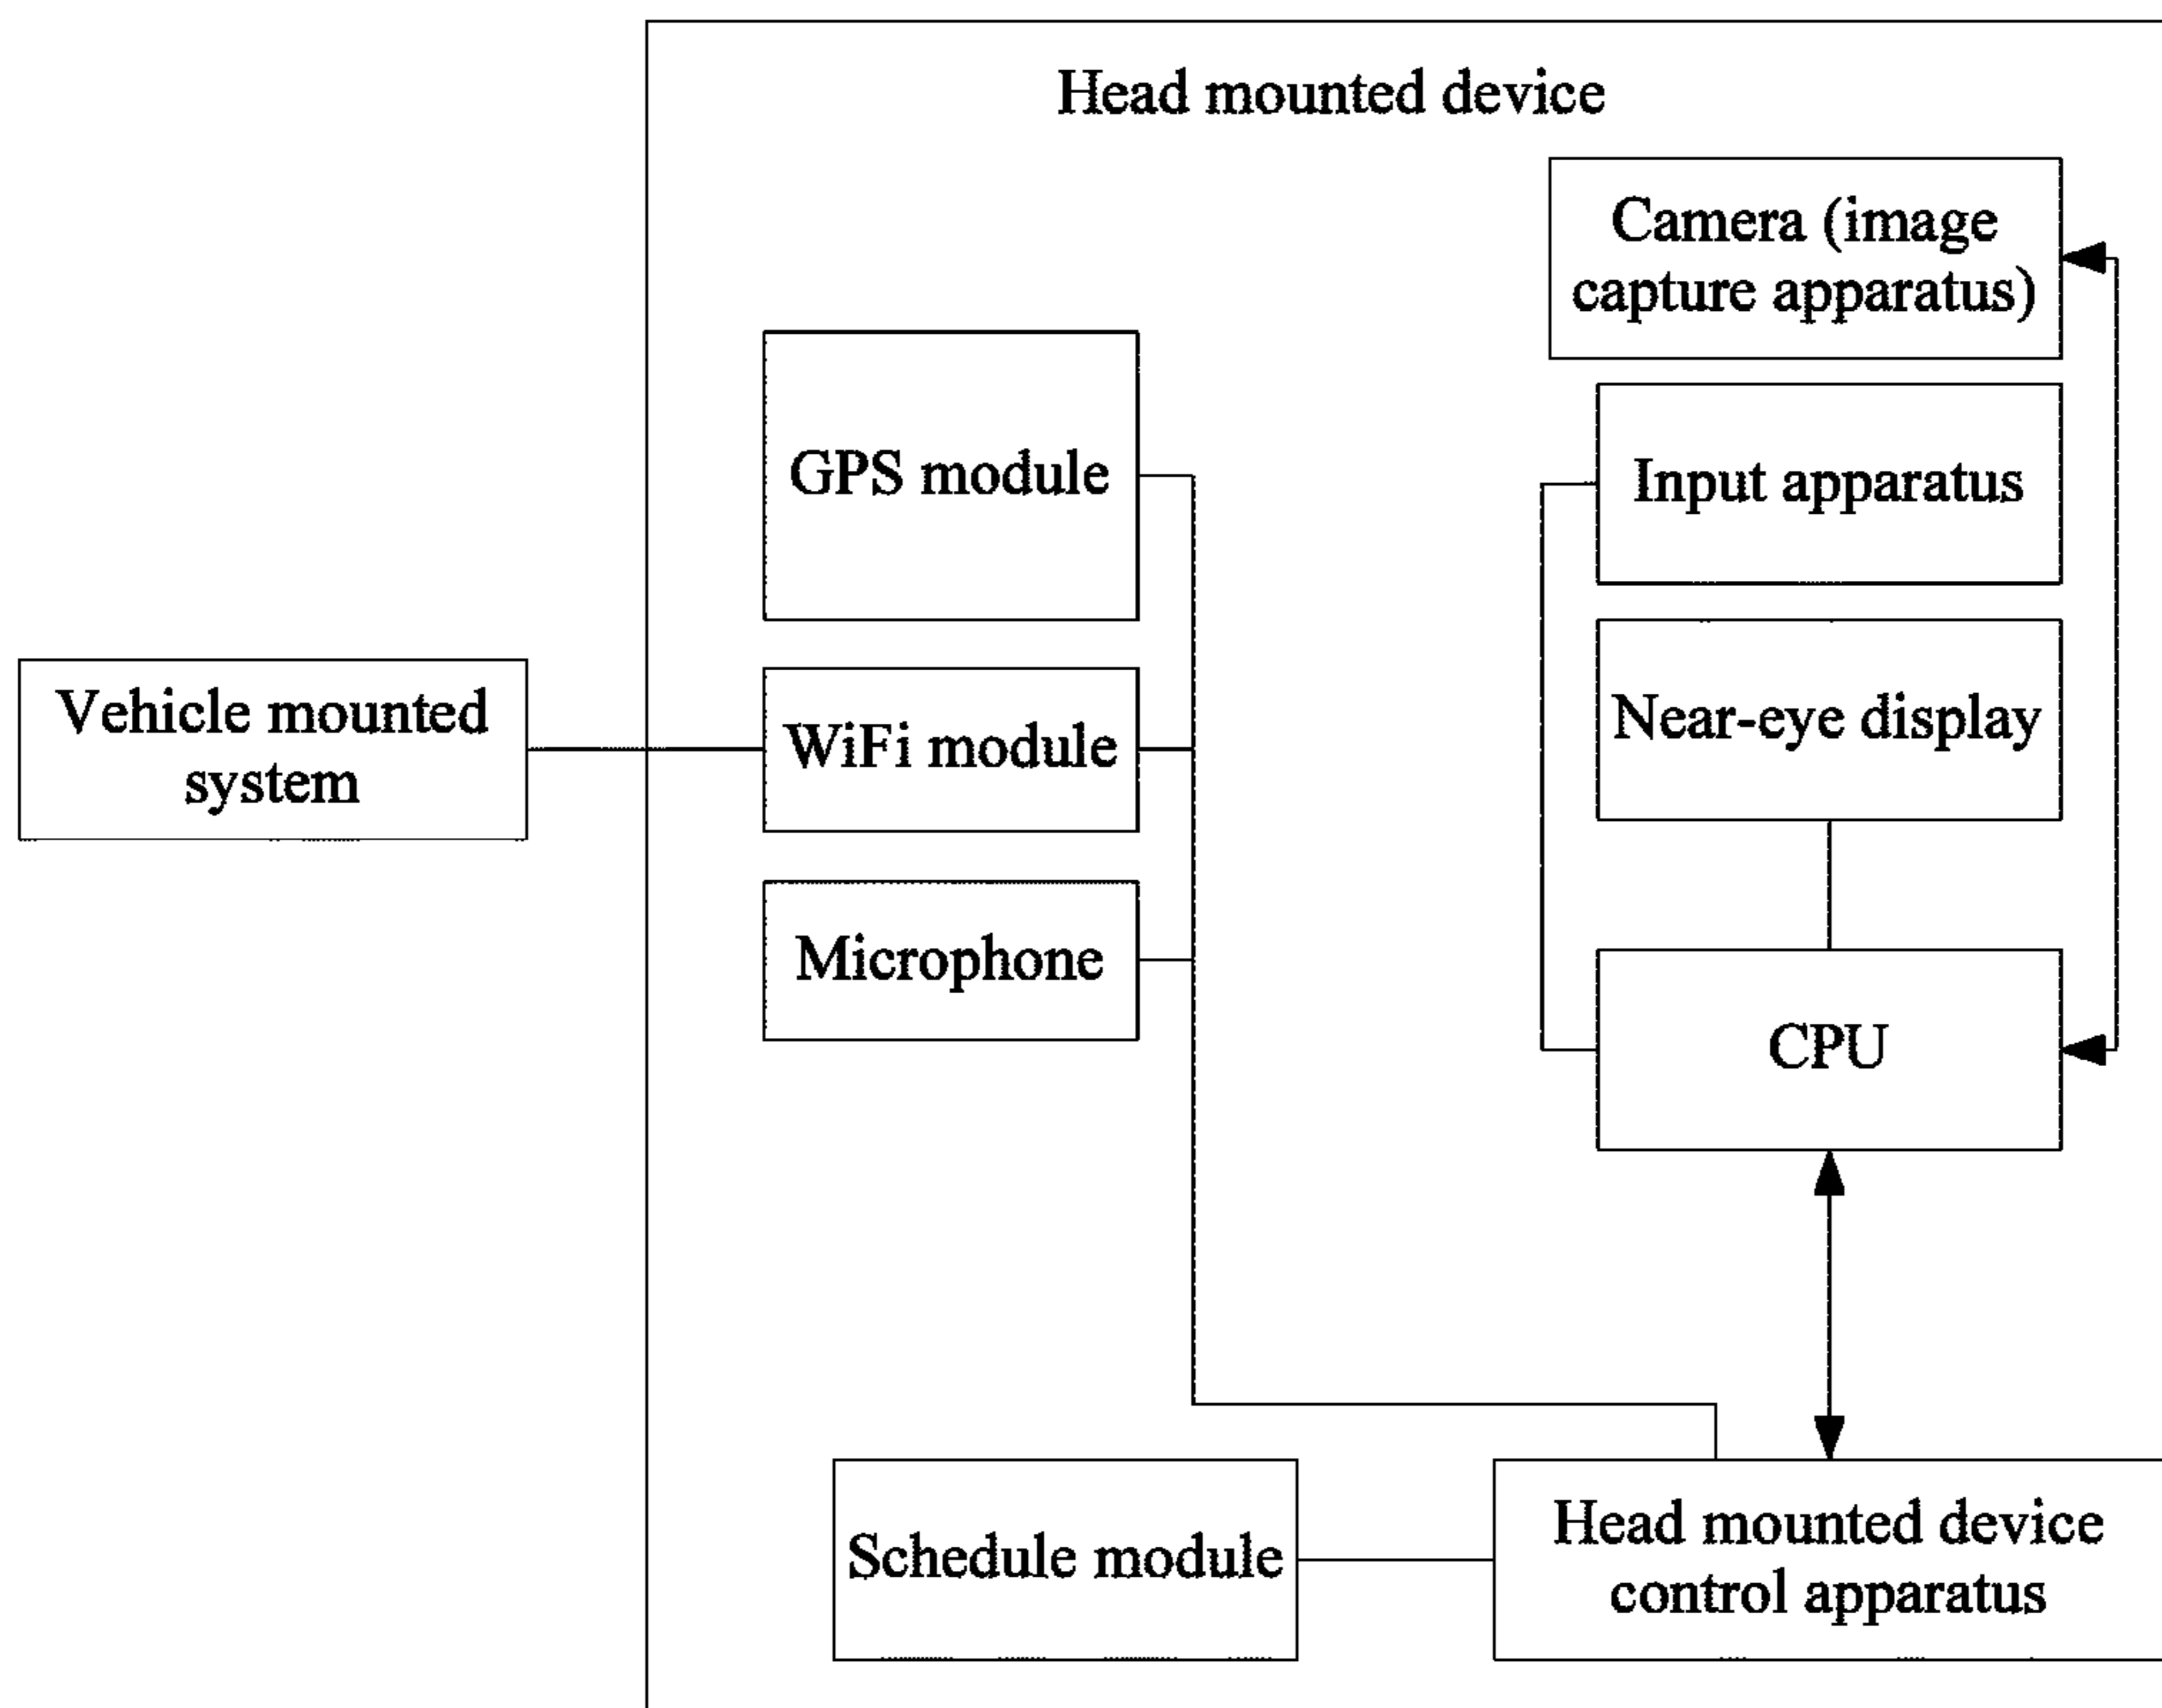 Head mounted device
Camera (image
capture apparatus)
GPS module
Input apparatus
Vehicle mounted
system
WiFi module
Near-eye display
Microphone
CPU
Schedule module
Head mounted device
control apparatus